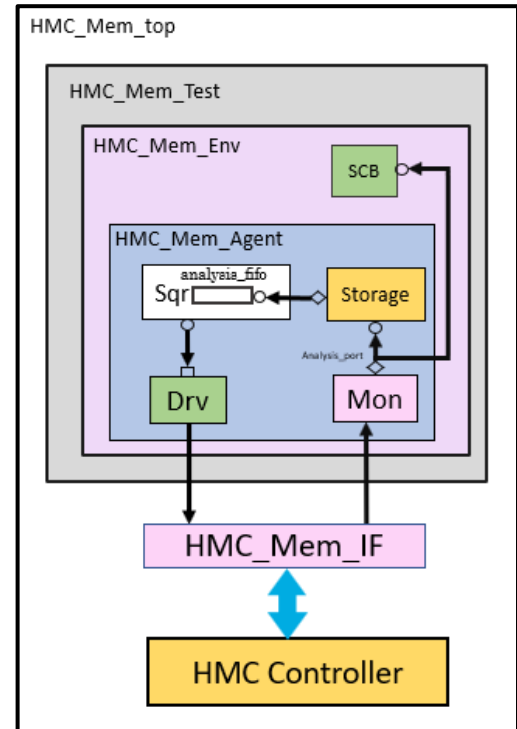 HMC_Mem_top
HMC_Mem_Test
HMC_Mem_Env
SCB
HMC_Mem_Agent
analysis_fifo
Sqr
Storage
Analysis_port
Drv
Mon
HMC_Mem_IF
HMC Controller